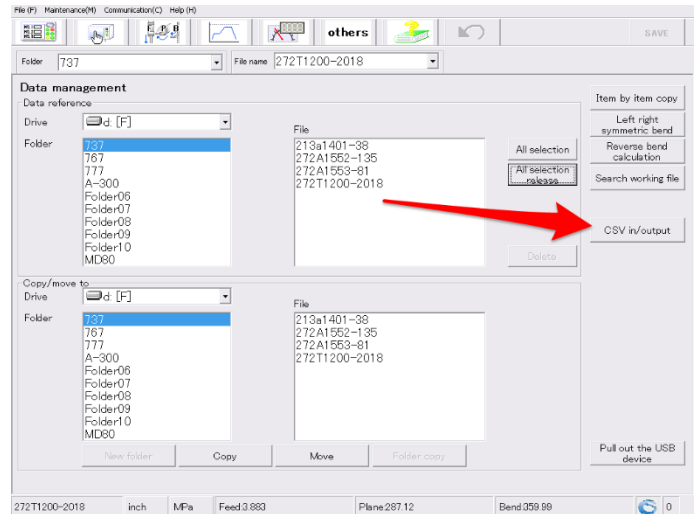 File (F) Maintenance(M) Communication(C) Help (H)
others
SAVE
Folder 737 File name 272T1200-2018
Data management
Data reference
Drive d: [F]
Folder
737
767
777
A-300
Folder06
Folder07
Folder08
Folder09
Folder10
MD80
File
213a1401-38
272A1552-135
272A1553-81
272T1200-2018
All selection
All selection
release
Delete
Item by item copy
Left right
symmetric bend
Reverse bend
calculation
Search working file
CSV in/output
Copy/move to
Drive d: [F]
Folder
737
767
777
A-300
Folder06
Folder07
Folder08
Folder09
Folder10
MD80
File
213a1401-38
272A1552-135
272A1553-81
272T1200-2018
New folder Copy Move Folder copy
Pull out the USB
device
272T1200-2018 inch MPa Feed:3.883 Plane:287.12 Bend:359.99 0